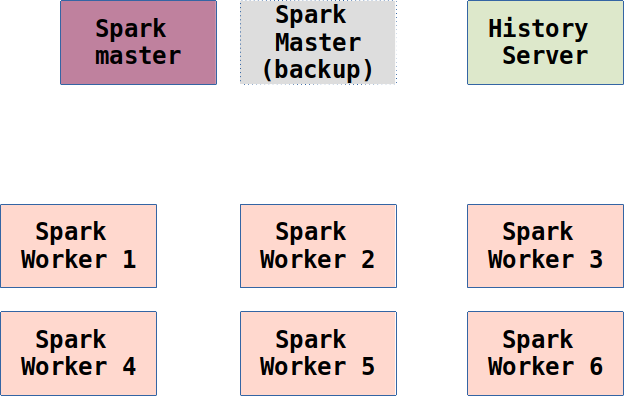 Spark
master
Spark
Master
(backup)
History
Server
Spark
Worker 1
Spark
Worker 2
Spark
Worker 3
Spark
Worker 4
Spark
Worker 5
Spark
Worker 6